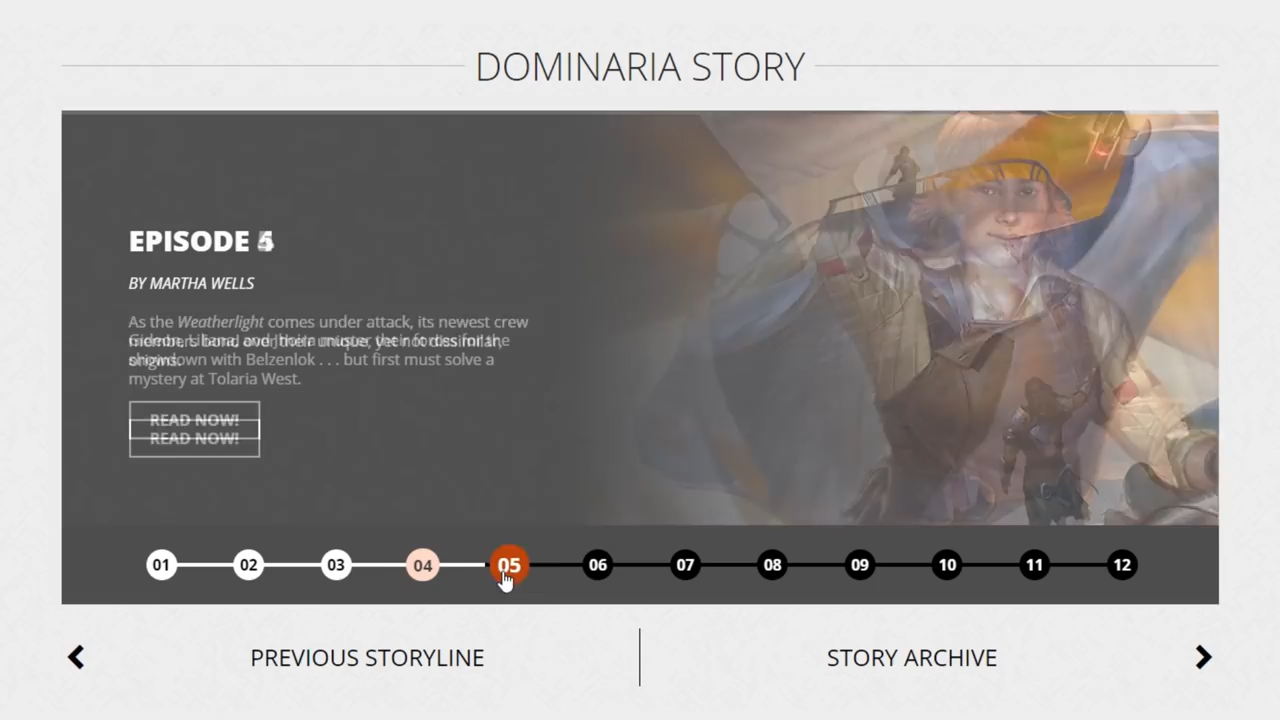 DOMINARIA STORY
EPISODE
BY MARTHA WELLS
As the Weatherlight comes under attack, its newest crew
showdown with Belzenlok . . . but first must solve a
mystery at Tolaria West.
READ NOW!
READ NOW!
01 02 03 04 05 06 07 08 09 10 11 12
PREVIOUS STORYLINE
STORY ARCHIVE